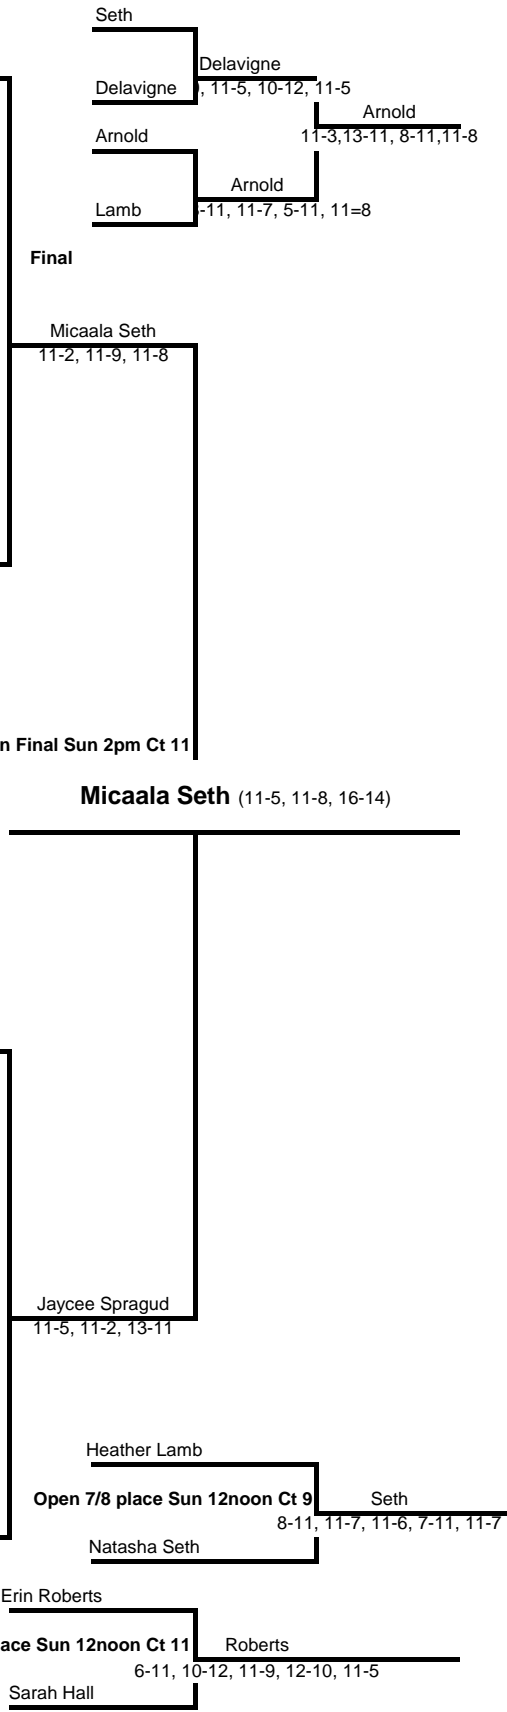 Seth
Delavigne
Delavigne
, 11-5, 10-12, 11-5
Arnold
Arnold
11-3,13-11, 8-11,11-8
Arnold
Lamb
-11, 11-7, 5-11, 11=8
Final
Micaala Seth
11-2, 11-9, 11-8
n Final Sun 2pm Ct 11
Micaala Seth (11-5, 11-8, 16-14)
Jaycee Spragud
11-5, 11-2, 13-11
Heather Lamb
Open 7/8 place Sun 12noon Ct 9
Seth
8-11, 11-7, 11-6, 7-11, 11-7
Natasha Seth
Erin Roberts
ace Sun 12noon Ct 11
Roberts
6-11, 10-12, 11-9, 12-10, 11-5
Sarah Hall